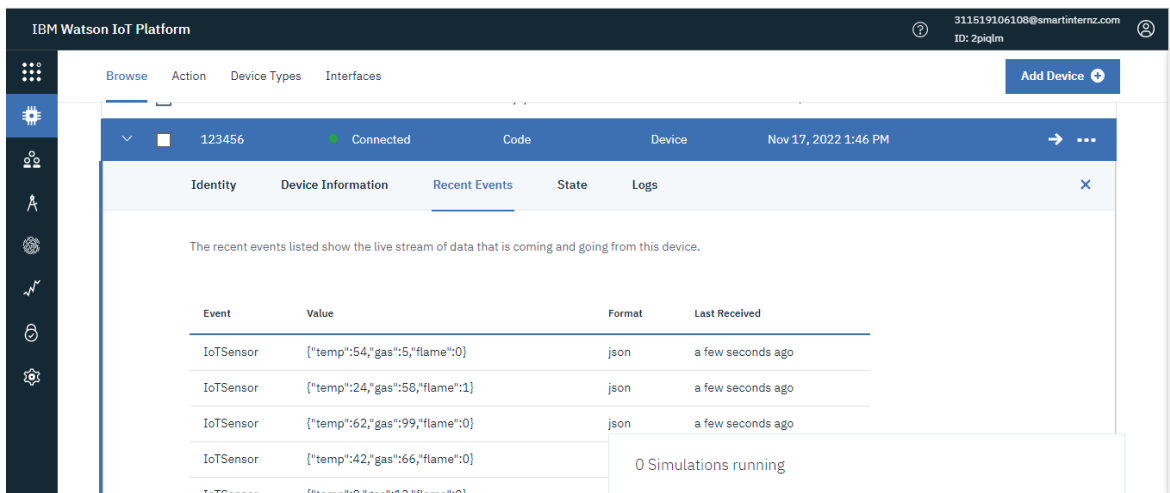 IBM Watson IoT Platform
311519106108@smartinternz.com
ID: 2piqlm
Browse Action Device Types Interfaces
Add Device
123456 Connected Code Device Nov 17, 2022 1:46 PM
Identity Device Information Recent Events State Logs
The recent events listed show the live stream of data that is coming and going from this device.
Event Value Format Last Received
IoTSensor {"temp":54,"gas":5,"flame":0} json a few seconds ago
IoTSensor {"temp":24,"gas":58,"flame":1} json a few seconds ago
IoTSensor {"temp":62,"gas":99,"flame":0} json a few seconds ago
IoTSensor {"temp":42,"gas":66,"flame":0}
0 Simulations running